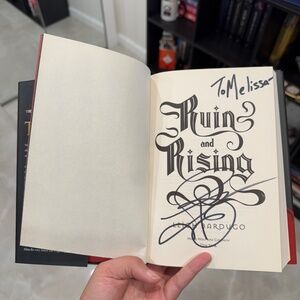 To Melissa
Ruin
and
Rising
LEIGH BARDUGO